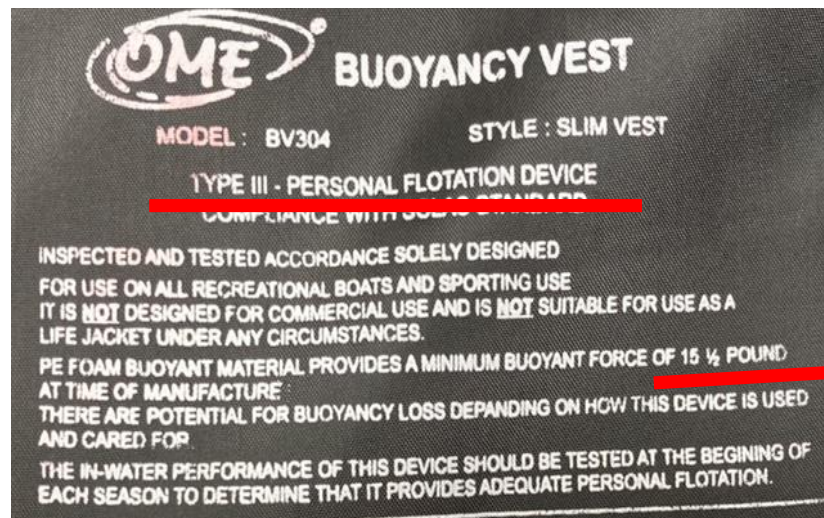 OME
BUOYANCY VEST
MODEL : BV304 STYLE : SLIM VEST
TYPE III - PERSONAL FLOTATION DEVICE
COMPLIANCE WITH SOLAS STANDARD
INSPECTED AND TESTED ACCORDANCE SOLELY DESIGNED
FOR USE ON ALL RECREATIONAL BOATS AND SPORTING USE
IT IS NOT DESIGNED FOR COMMERCIAL USE AND IS NOT SUITABLE FOR USE AS A
LIFE JACKET UNDER ANY CIRCUMSTANCES.
PE FOAM BUOYANT MATERIAL PROVIDES A MINIMUM BUOYANT FORCE OF 15 ½ POUND
AT TIME OF MANUFACTURE
THERE ARE POTENTIAL FOR BUOYANCY LOSS DEPANDING ON HOW THIS DEVICE IS USED
AND CARED FOR
THE IN-WATER PERFORMANCE OF THIS DEVICE SHOULD BE TESTED AT THE BEGINING OF
EACH SEASON TO DETERMINE THAT IT PROVIDES ADEQUATE PERSONAL FLOTATION.